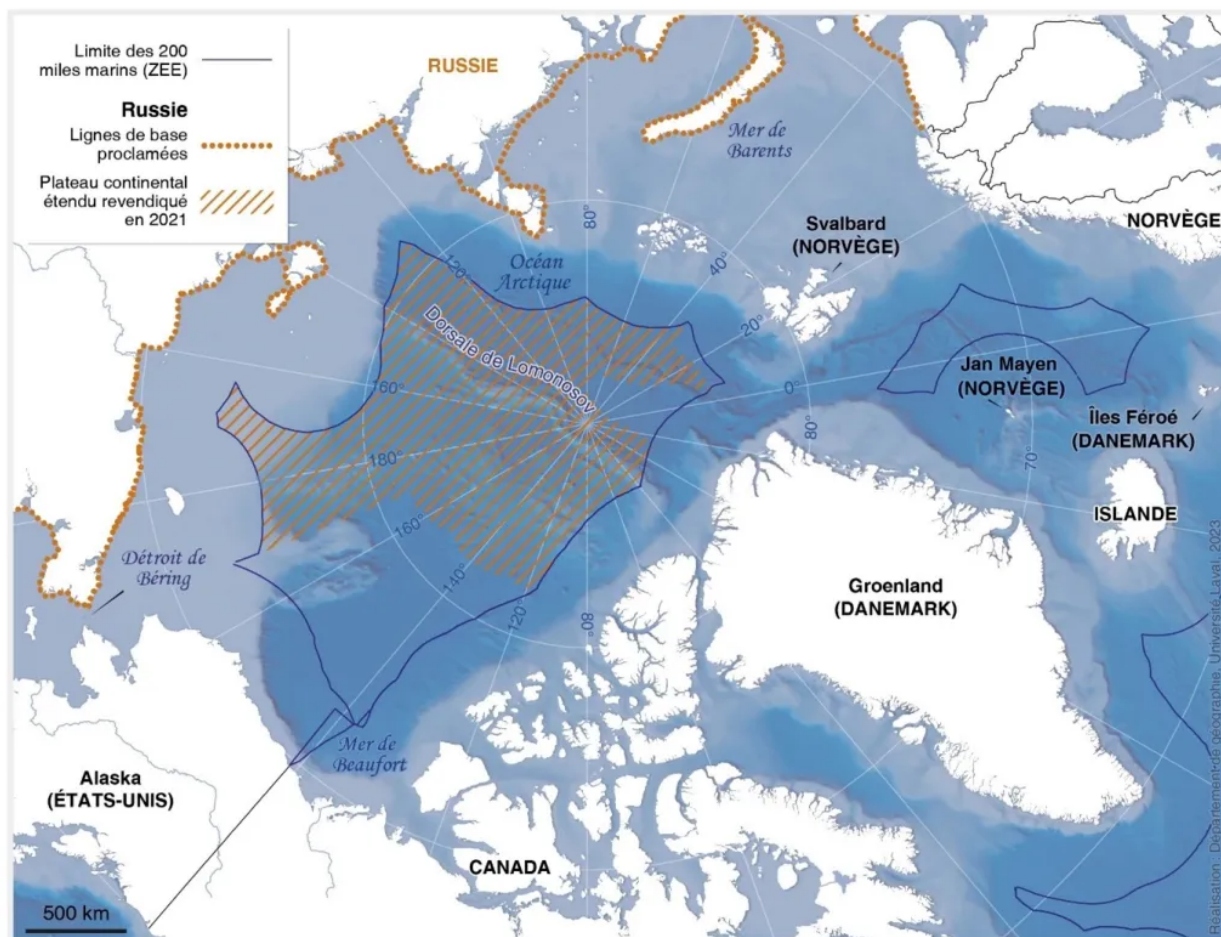 Limite des 200
miles marins (ZEE)
Russie
Lignes de base
proclamées
Plateau continental
étendu revendiqué
en 2021
RUSSIE
Mer de
Barents
NORVÈGE
Svalbard
(NORVÈGE)
80°
40°
120°
Océan
Arctique
20°
Dorsale de Lomonosov
0°
Jan Mayen
(NORVÈGE)
160°
80°
Îles Féroé
(DANEMARK)
180°
70°
ISLANDE
160°
Détroit de
Béring
140°
120°
80°
Groenland
(DANEMARK)
Mer de
Beaufort
Alaska
(ÉTATS-UNIS)
CANADA
500 km
Réalisation : Département de géographie, Université Laval, 2023